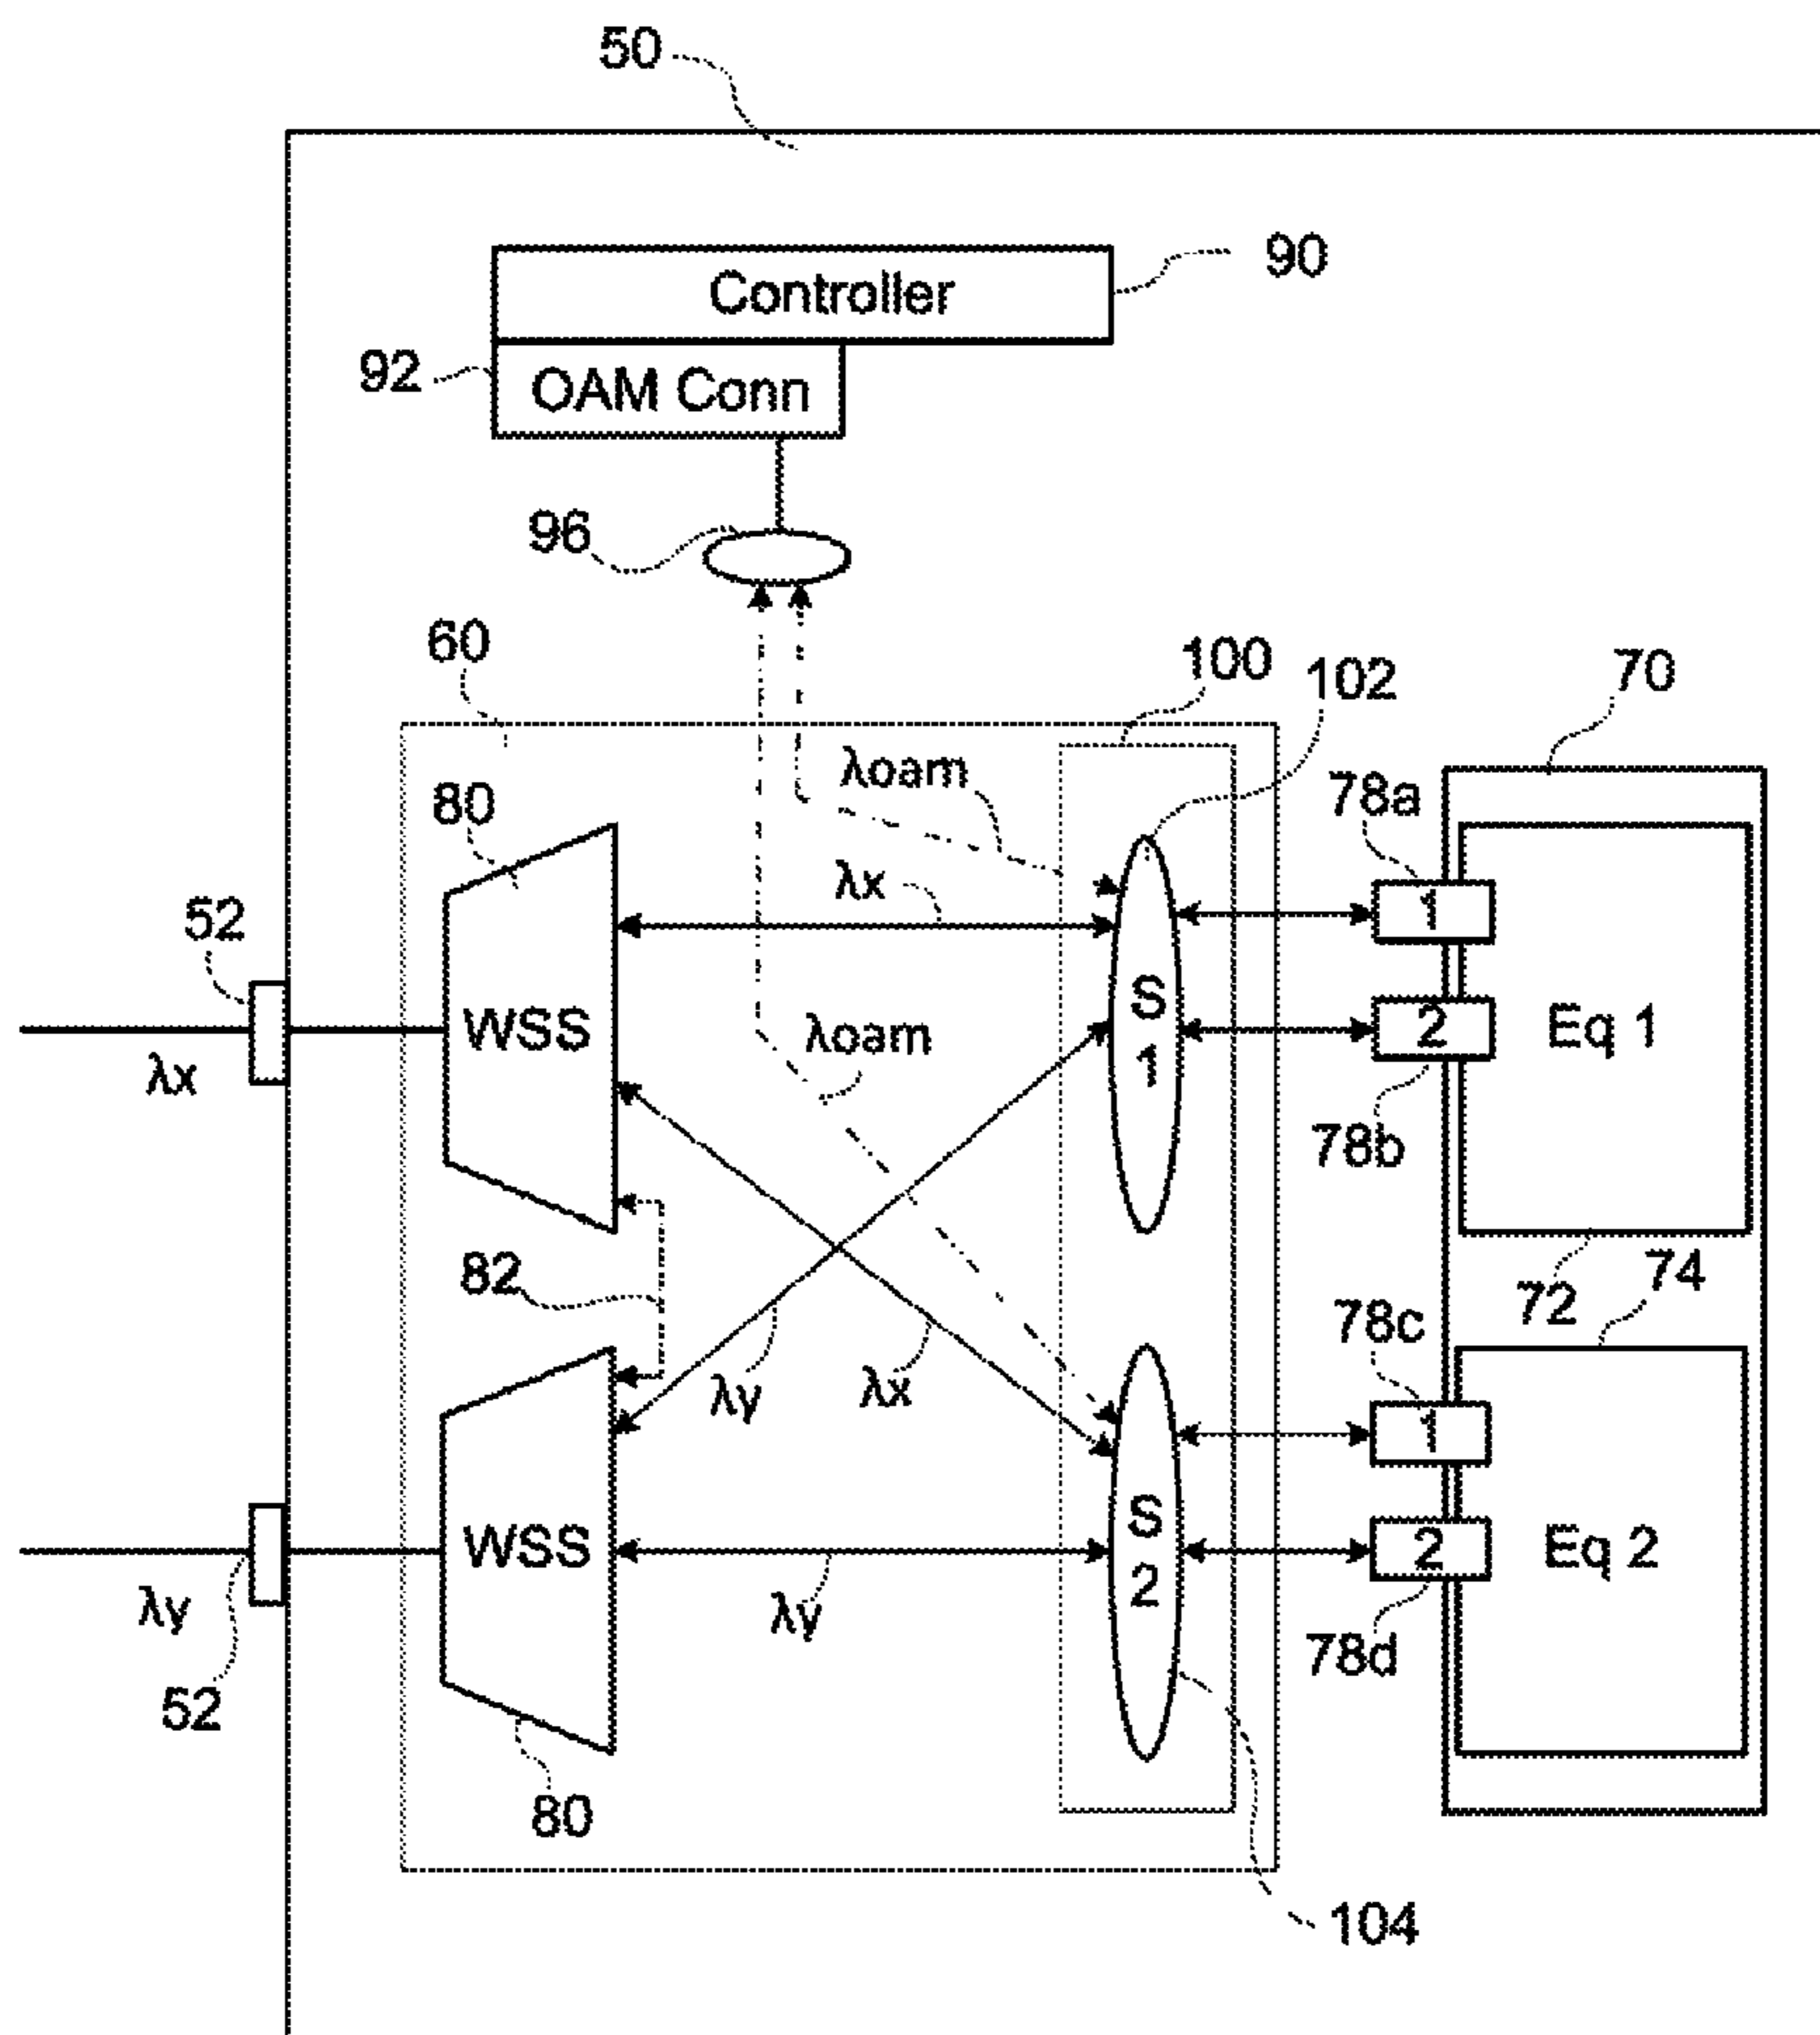 50
90
Controller
92
OAM Conn
96
60
100
102
70
λoam
78a
80
λx
1
52
S
1
WSS
λoam
2
Eq 1
λx
78b
82
72
74
78c
λy
λx
1
S
2
WSS
2
Eq 2
λy
λy
78d
52
80
104